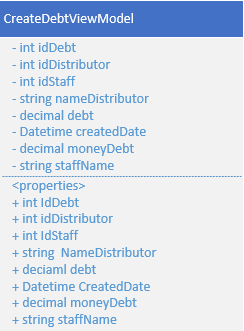 CreateDebtViewModel
- int idDebt
- int idDistributor
- int idStaff
- string nameDistributor
- decimal debt
- Datetime createdDate
- decimal moneyDebt
- string staffName
<properties>
+ int IdDebt
+ int idDistributor
+ int IdStaff
+ string  NameDistributor
+ deciaml debt
+ Datetime CreatedDate
+ decimal moneyDebt
+ string staffName